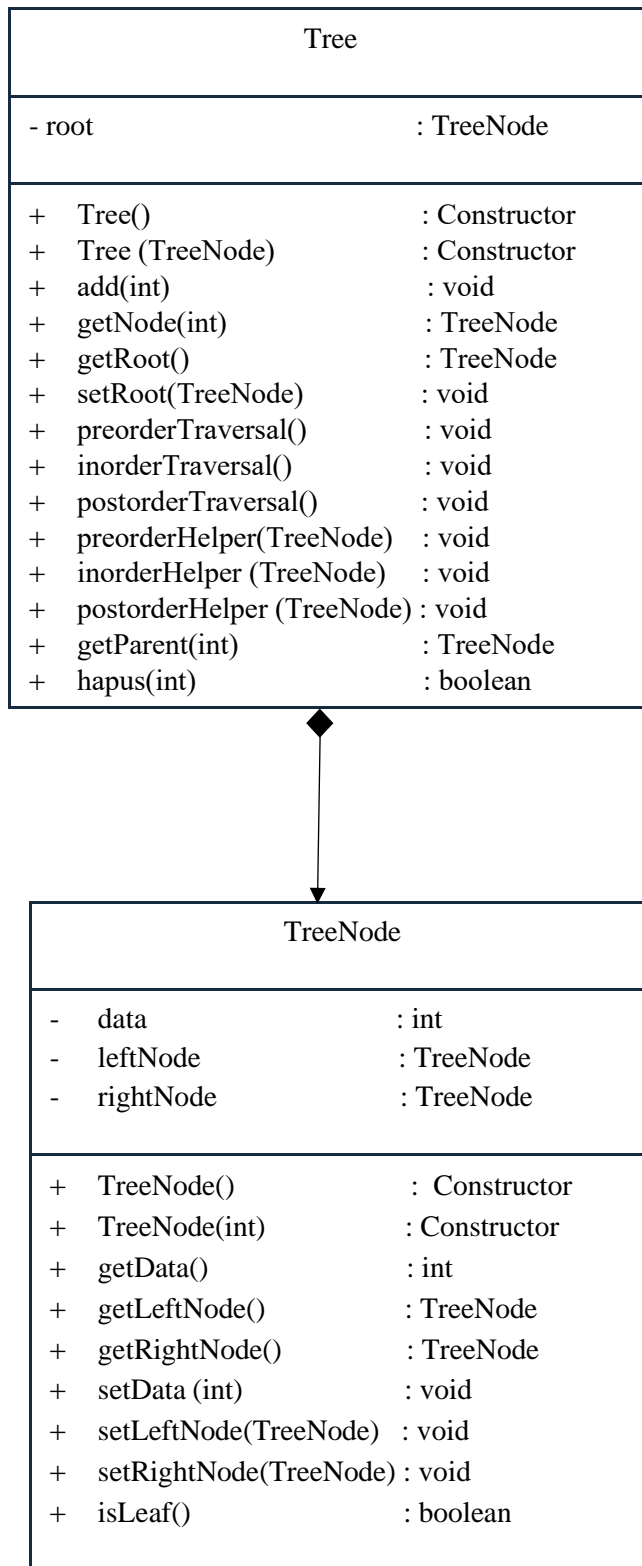 Tree
- root : TreeNode
+ Tree() : Constructor
+ Tree (TreeNode) : Constructor
+ add(int) : void
+ getNode(int) : TreeNode
+ getRoot() : TreeNode
+ setRoot(TreeNode) : void
+ preorderTraversal() : void
+ inorderTraversal() : void
+ postorderTraversal() : void
+ preorderHelper(TreeNode) : void
+ inorderHelper (TreeNode) : void
+ postorderHelper (TreeNode) : void
+ getParent(int) : TreeNode
+ hapus(int) : boolean
TreeNode
- data : int
- leftNode : TreeNode
- rightNode : TreeNode
+ TreeNode() : Constructor
+ TreeNode(int) : Constructor
+ getData() : int
+ getLeftNode() : TreeNode
+ getRightNode() : TreeNode
+ setData (int) : void
+ setLeftNode(TreeNode) : void
+ setRightNode(TreeNode) : void
+ isLeaf() : boolean